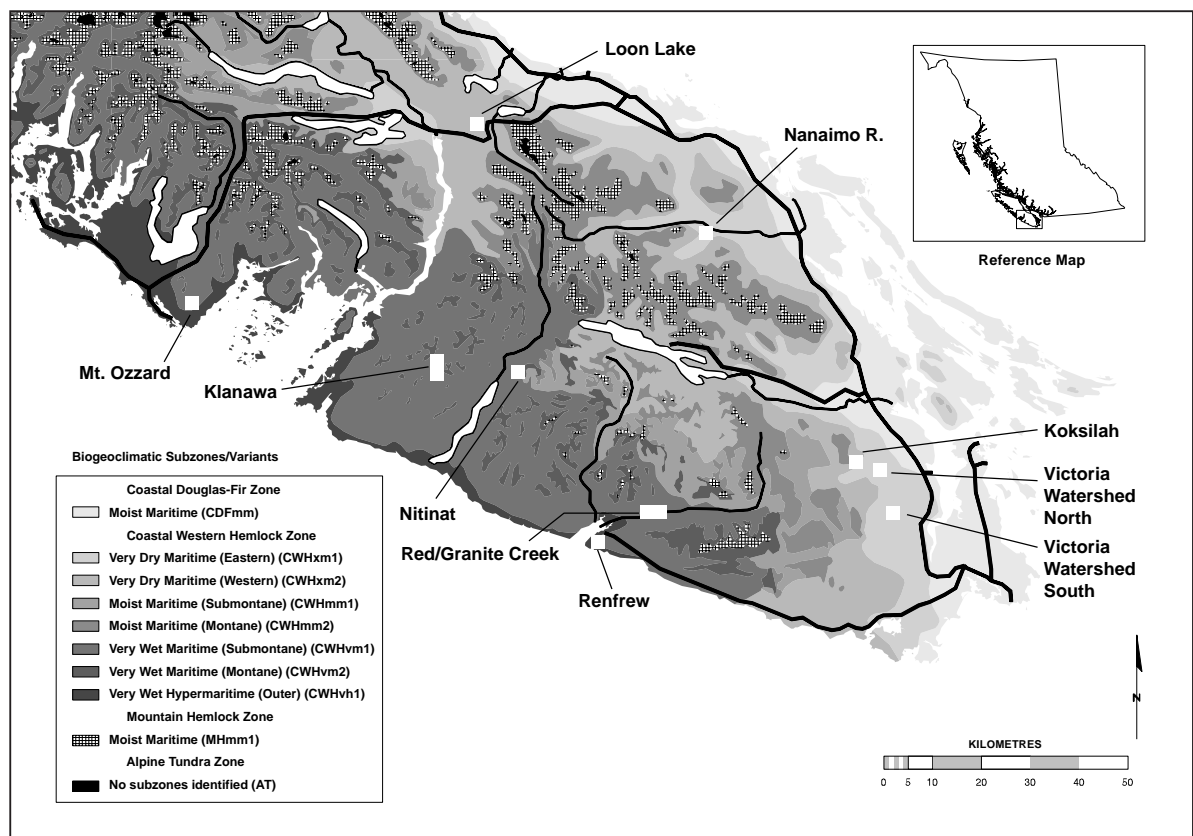 Loon Lake
Nanaimo R.
Reference Map
Mt. Ozzard
Klanawa
Koksilah
Victoria
Watershed
North
Nitinat
Red/Granite Creek
Victoria
Watershed
South
Renfrew
Biogeoclimatic Subzones/Variants
Coastal Douglas-Fir Zone
Moist Maritime (CDFmm)
Coastal Western Hemlock Zone
Very Dry Maritime (Eastern) (CWHxm1)
Very Dry Maritime (Western) (CWHxm2)
Moist Maritime (Submontane) (CWHmm1)
Moist Maritime (Montane) (CWHmm2)
Very Wet Maritime (Submontane) (CWHvm1)
Very Wet Maritime (Montane) (CWHvm2)
Very Wet Hypermaritime (Outer) (CWHvh1)
Mountain Hemlock Zone
Moist Maritime (MHmm1)
Alpine Tundra Zone
No subzones identified (AT)
N
KILOMETRES
0 5 10 20 30 40 50